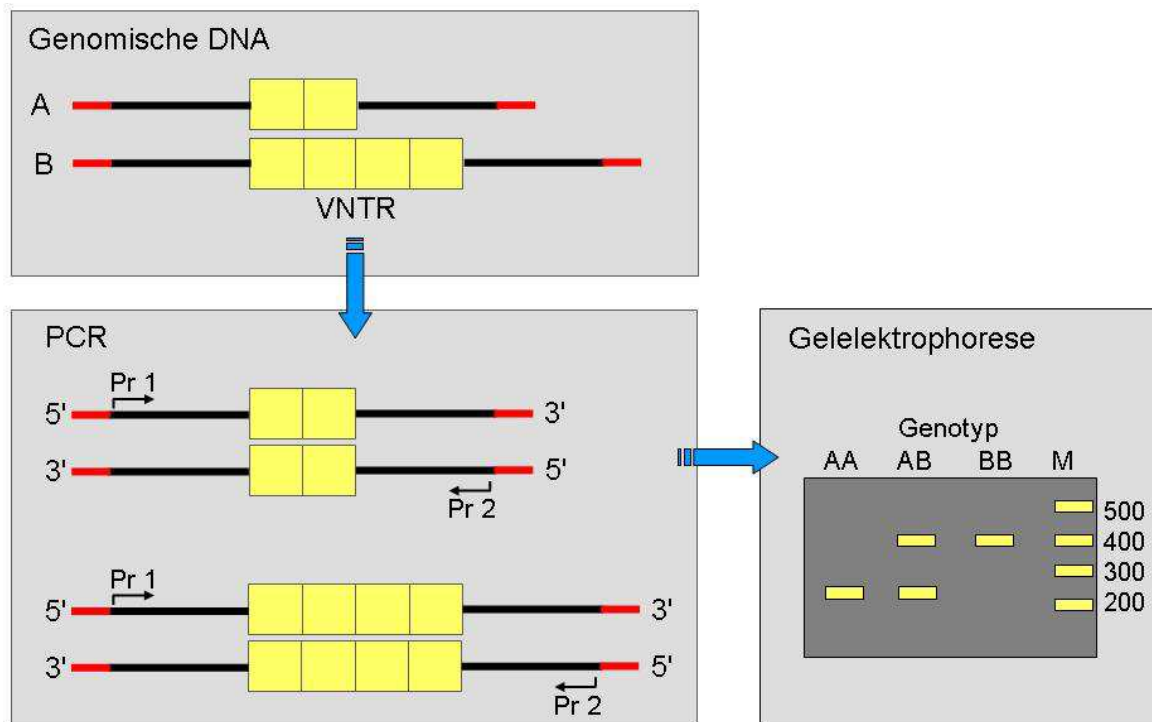 Genomische DNA
A
B
VNTR
PCR
Pr 1
5' 3'
3' 5'
Pr 2
Pr 1
5' 3'
3' 5'
Pr 2
Gelelektrophorese
Genotyp
AA AB BB M
500
400
300
200